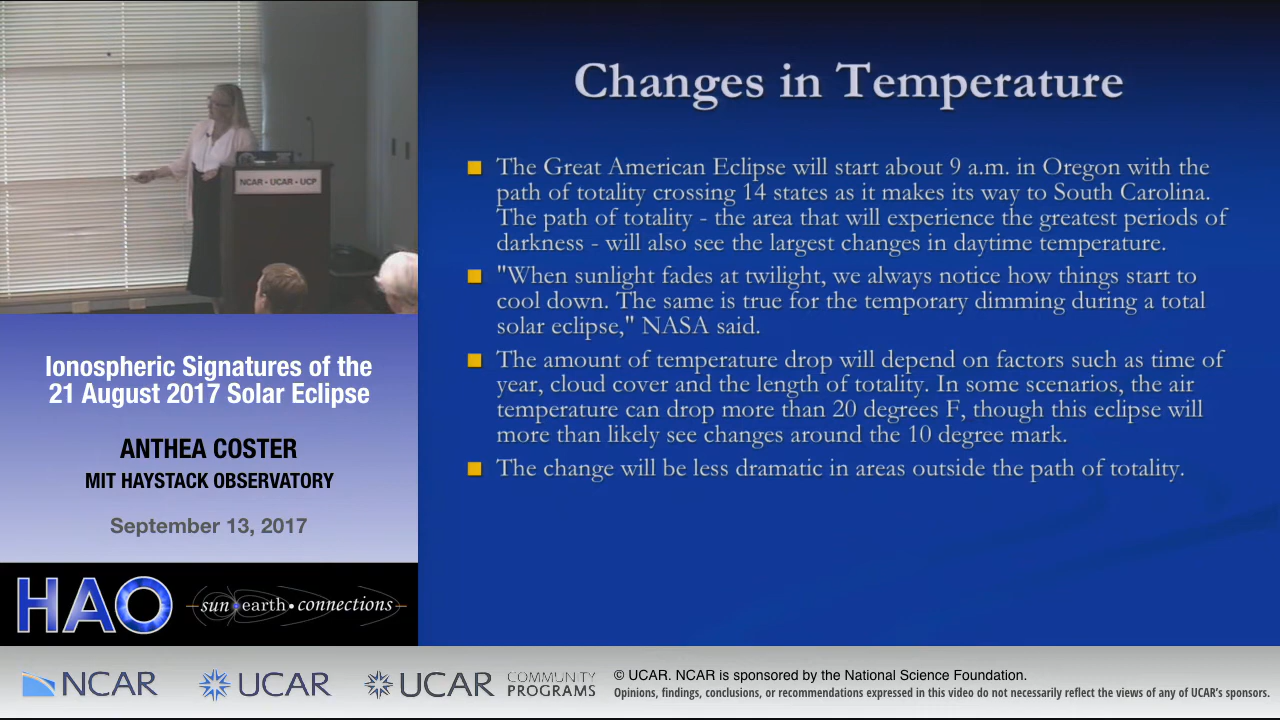 NCAR • UCAR • UCP
Ionospheric Signatures of the
21 August 2017 Solar Eclipse
ANTHEA COSTER
MIT HAYSTACK OBSERVATORY
September 13, 2017
HAO
sun•earth•connections
Changes in Temperature
The Great American Eclipse will start about 9 a.m. in Oregon with the
path of totality crossing 14 states as it makes its way to South Carolina.
The path of totality - the area that will experience the greatest periods of
darkness - will also see the largest changes in daytime temperature.
"When sunlight fades at twilight, we always notice how things start to
cool down. The same is true for the temporary dimming during a total
solar eclipse," NASA said.
The amount of temperature drop will depend on factors such as time of
year, cloud cover and the length of totality. In some scenarios, the air
temperature can drop more than 20 degrees F, though this eclipse will
more than likely see changes around the 10 degree mark.
The change will be less dramatic in areas outside the path of totality.
NCAR
UCAR
UCAR
COMMUNITY
PROGRAMS
© UCAR. NCAR is sponsored by the National Science Foundation.
Opinions, findings, conclusions, or recommendations expressed in this video do not necessarily reflect the views of any of UCAR's sponsors.